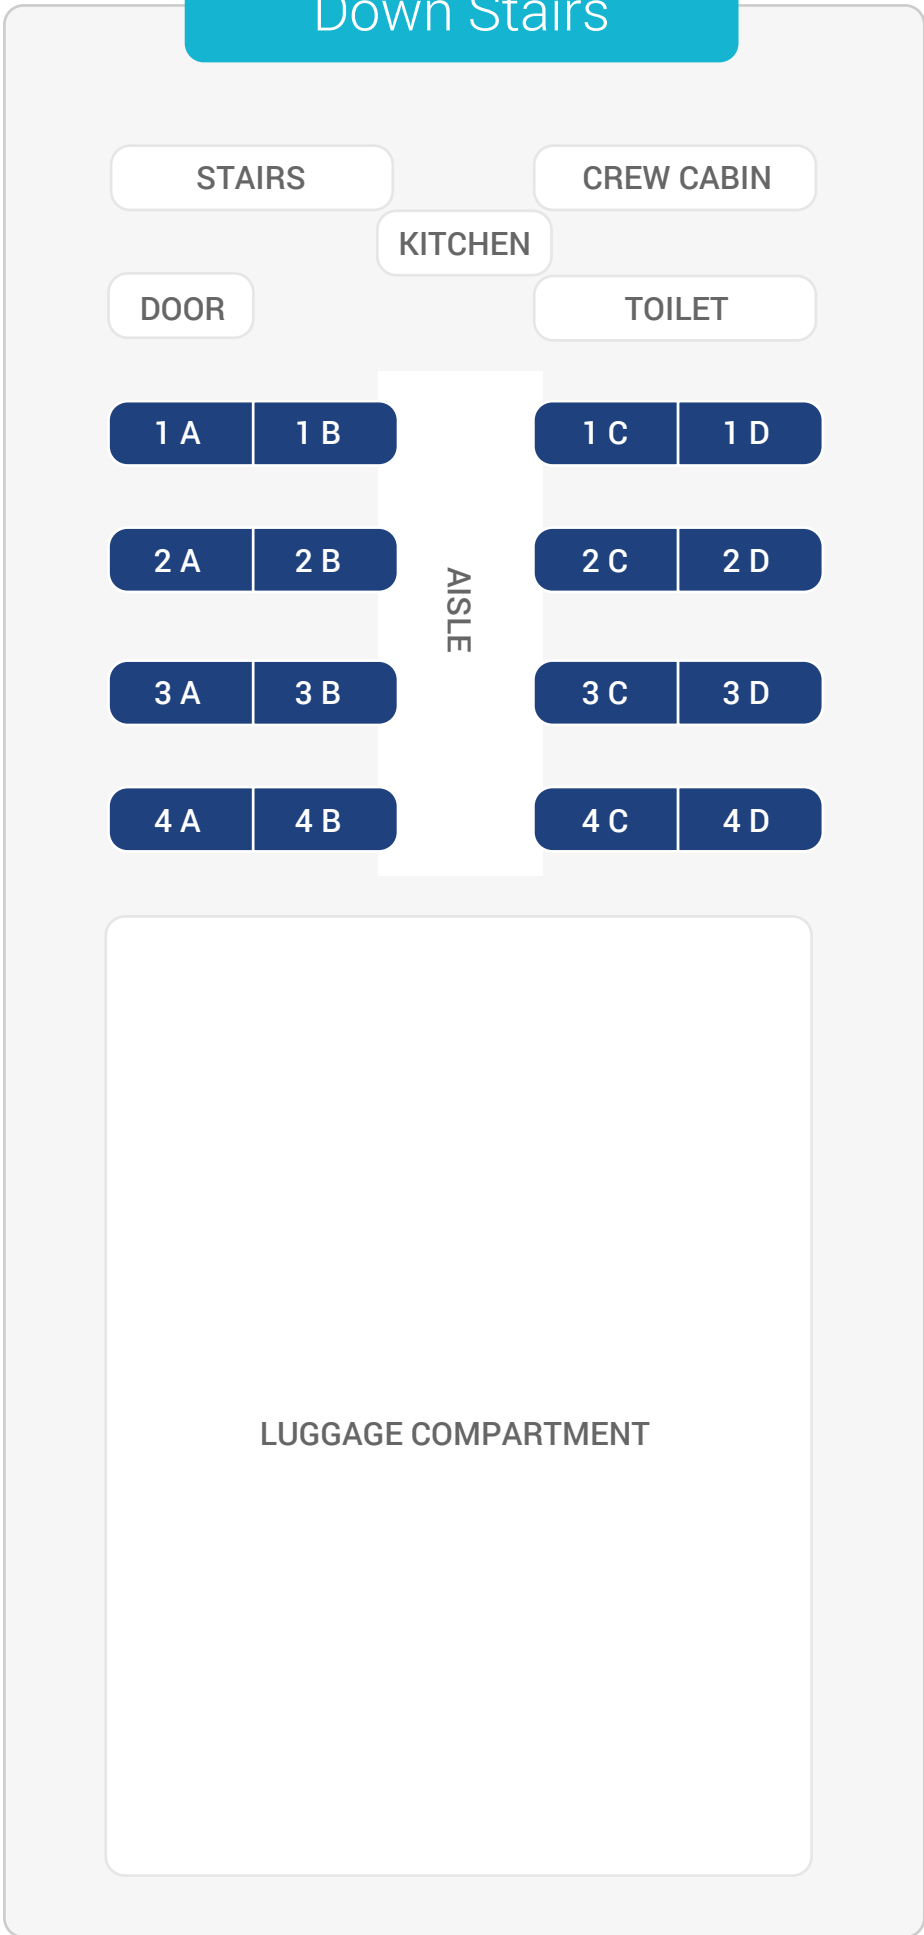 Down Stairs
STAIRS
CREW CABIN
KITCHEN
DOOR
TOILET
1 A 1 B 1 C 1 D
2 A 2 B 2 C 2 D
AISLE
3 A 3 B 3 C 3 D
4 A 4 B 4 C 4 D
LUGGAGE COMPARTMENT